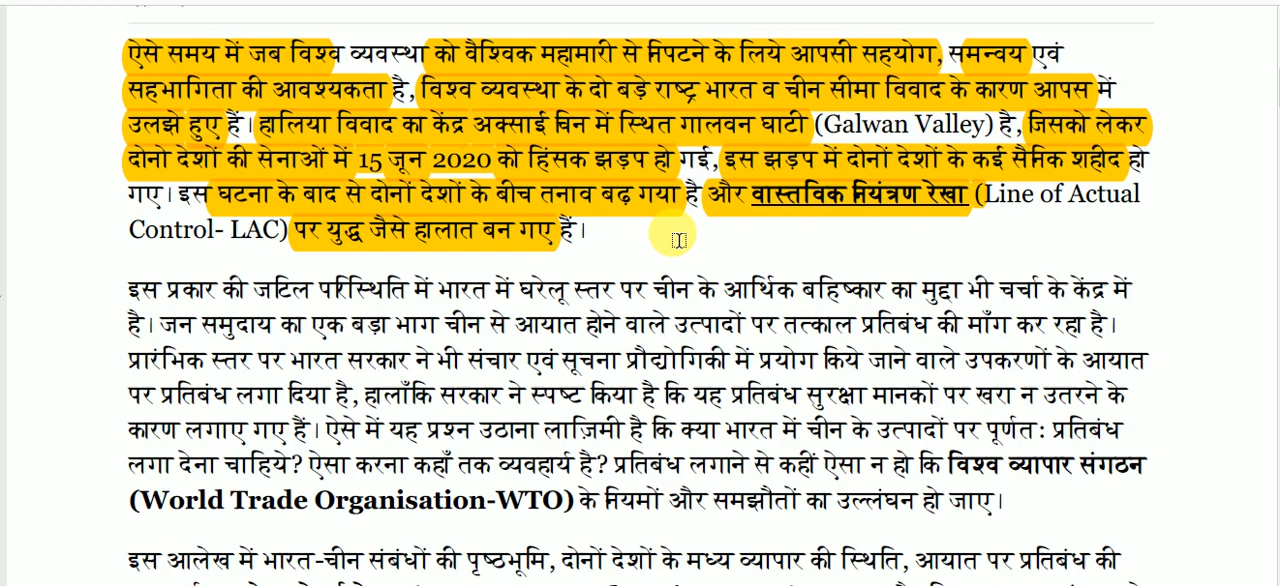 ऐसे समय में जब विश्व व्यवस्था को वैश्विक महामारी से निपटने के लिये आपसी सहयोग, समन्वय एवं
सहभागिता की आवश्यकता है, विश्व व्यवस्था के दो बड़े राष्ट्र भारत व चीन सीमा विवाद के कारण आपस में
उलझे हुए हैं। हालिया विवाद का केंद्र अक्साई चिन में स्थित गालवन घाटी (Galwan Valley) है, जिसको लेकर
दोनों देशों की सेनाओं में 15 जून 2020 को हिंसक झड़प हो गई, इस झड़प में दोनों देशों के कई सैनिक शहीद हो
गए। इस घटना के बाद से दोनों देशों के बीच तनाव बढ़ गया है और वास्तविक नियंत्रण रेखा (Line of Actual
Control- LAC) पर युद्ध जैसे हालात बन गए हैं।
इस प्रकार की जटिल परिस्थिति में भारत में घरेलू स्तर पर चीन के आर्थिक बहिष्कार का मुद्दा भी चर्चा के केंद्र में
है। जन समुदाय का एक बड़ा भाग चीन से आयात होने वाले उत्पादों पर तत्काल प्रतिबंध की माँग कर रहा है।
प्रारंभिक स्तर पर भारत सरकार ने भी संचार एवं सूचना प्रौद्योगिकी में प्रयोग किये जाने वाले उपकरणों के आयात
पर प्रतिबंध लगा दिया है, हालाँकि सरकार ने स्पष्ट किया है कि यह प्रतिबंध सुरक्षा मानकों पर खरा न उतरने के
कारण लगाए गए हैं। ऐसे में यह प्रश्न उठाना लाज़िमी है कि क्या भारत में चीन के उत्पादों पर पूर्णतः प्रतिबंध
लगा देना चाहिये? ऐसा करना कहाँ तक व्यवहार्य है? प्रतिबंध लगाने से कहीं ऐसा न हो कि विश्व व्यापार संगठन
(World Trade Organisation-WTO) के नियमों और समझौतों का उल्लंघन हो जाए।
इस आलेख में भारत-चीन संबंधों की पृष्ठभूमि, दोनों देशों के मध्य व्यापार की स्थिति, आयात पर प्रतिबंध की